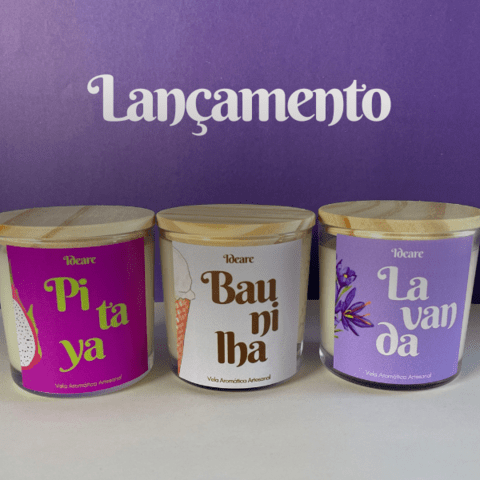 Lançamento
Ideare
Pi
ta
ya
Vela Aromática Artesanal
Ideare
Bau
ni
lha
Vela Aromática Artesanal
Ideare
La
van
da
Vela Aromática Artesanal